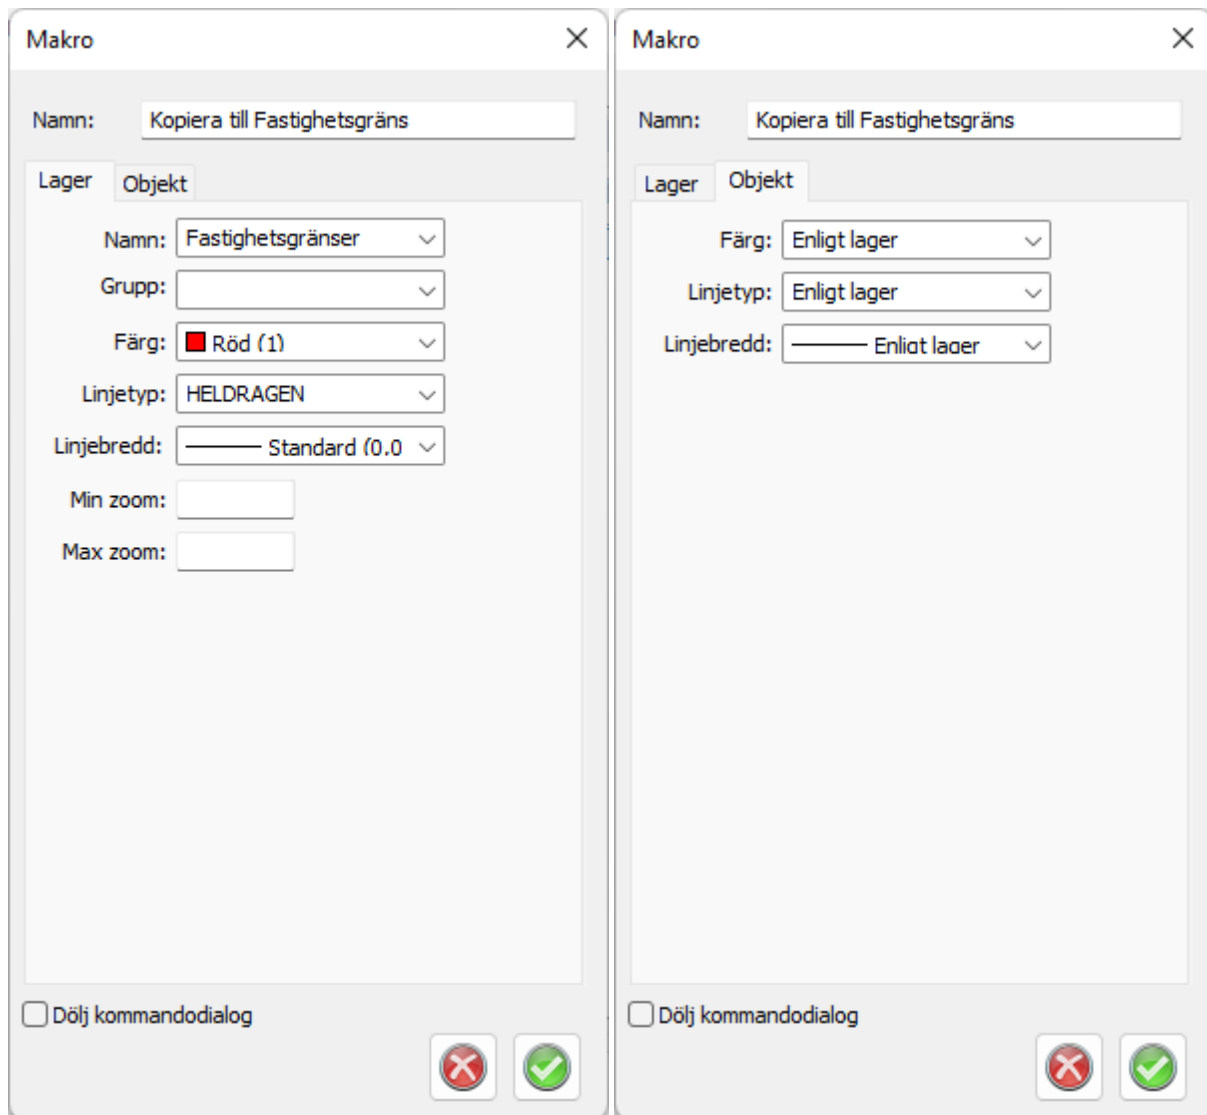 Makro
Namn: Kopiera till Fastighetsgräns
Lager Objekt
Namn: Fastighetsgränser
Grupp:
Färg: Röd (1)
Linjetyp: HELDRAGEN
Linjebredd: Standard (0.0
Min zoom:
Max zoom:
Dölj kommandodialog
Makro
Namn: Kopiera till Fastighetsgräns
Lager Objekt
Färg: Enligt lager
Linjetyp: Enligt lager
Linjebredd: Enligt lager
Dölj kommandodialog